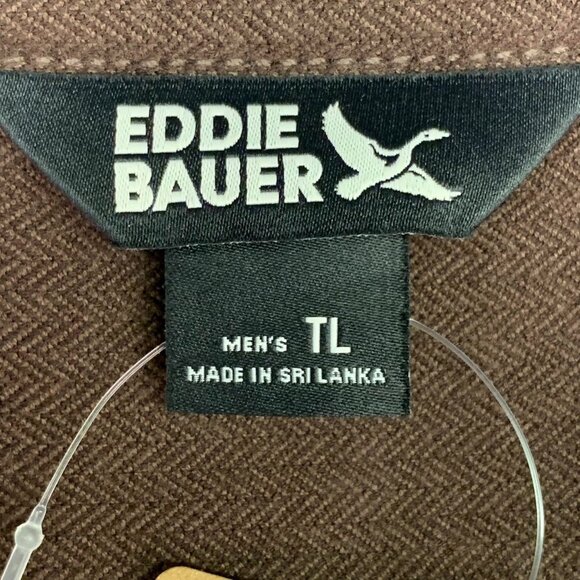 EDDIE
BAUER
MEN'S TL
MADE IN SRI LANKA